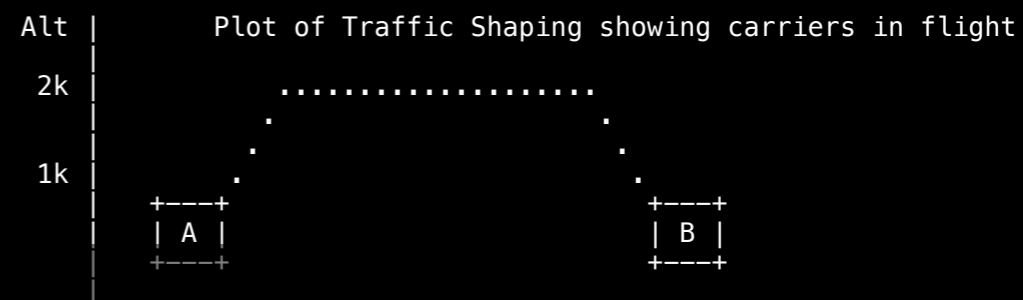 Alt |       Plot of Traffic Shaping showing carriers in flight
    |
 2k |           ....................
    |          .                    .
    |         .                      .
 1k |        .                        .
    |   +---+                          +---+
    |   | A |                          | B |
    |   +---+                          +---+
    |